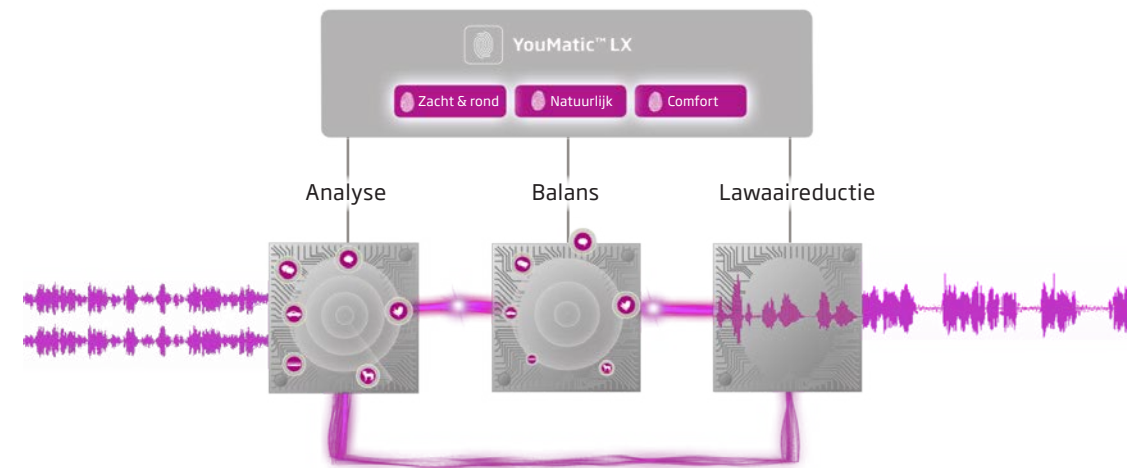 YouMatic™ LX
Zacht & rond Natuurlijk Comfort
Analyse Balans Lawaaireductie